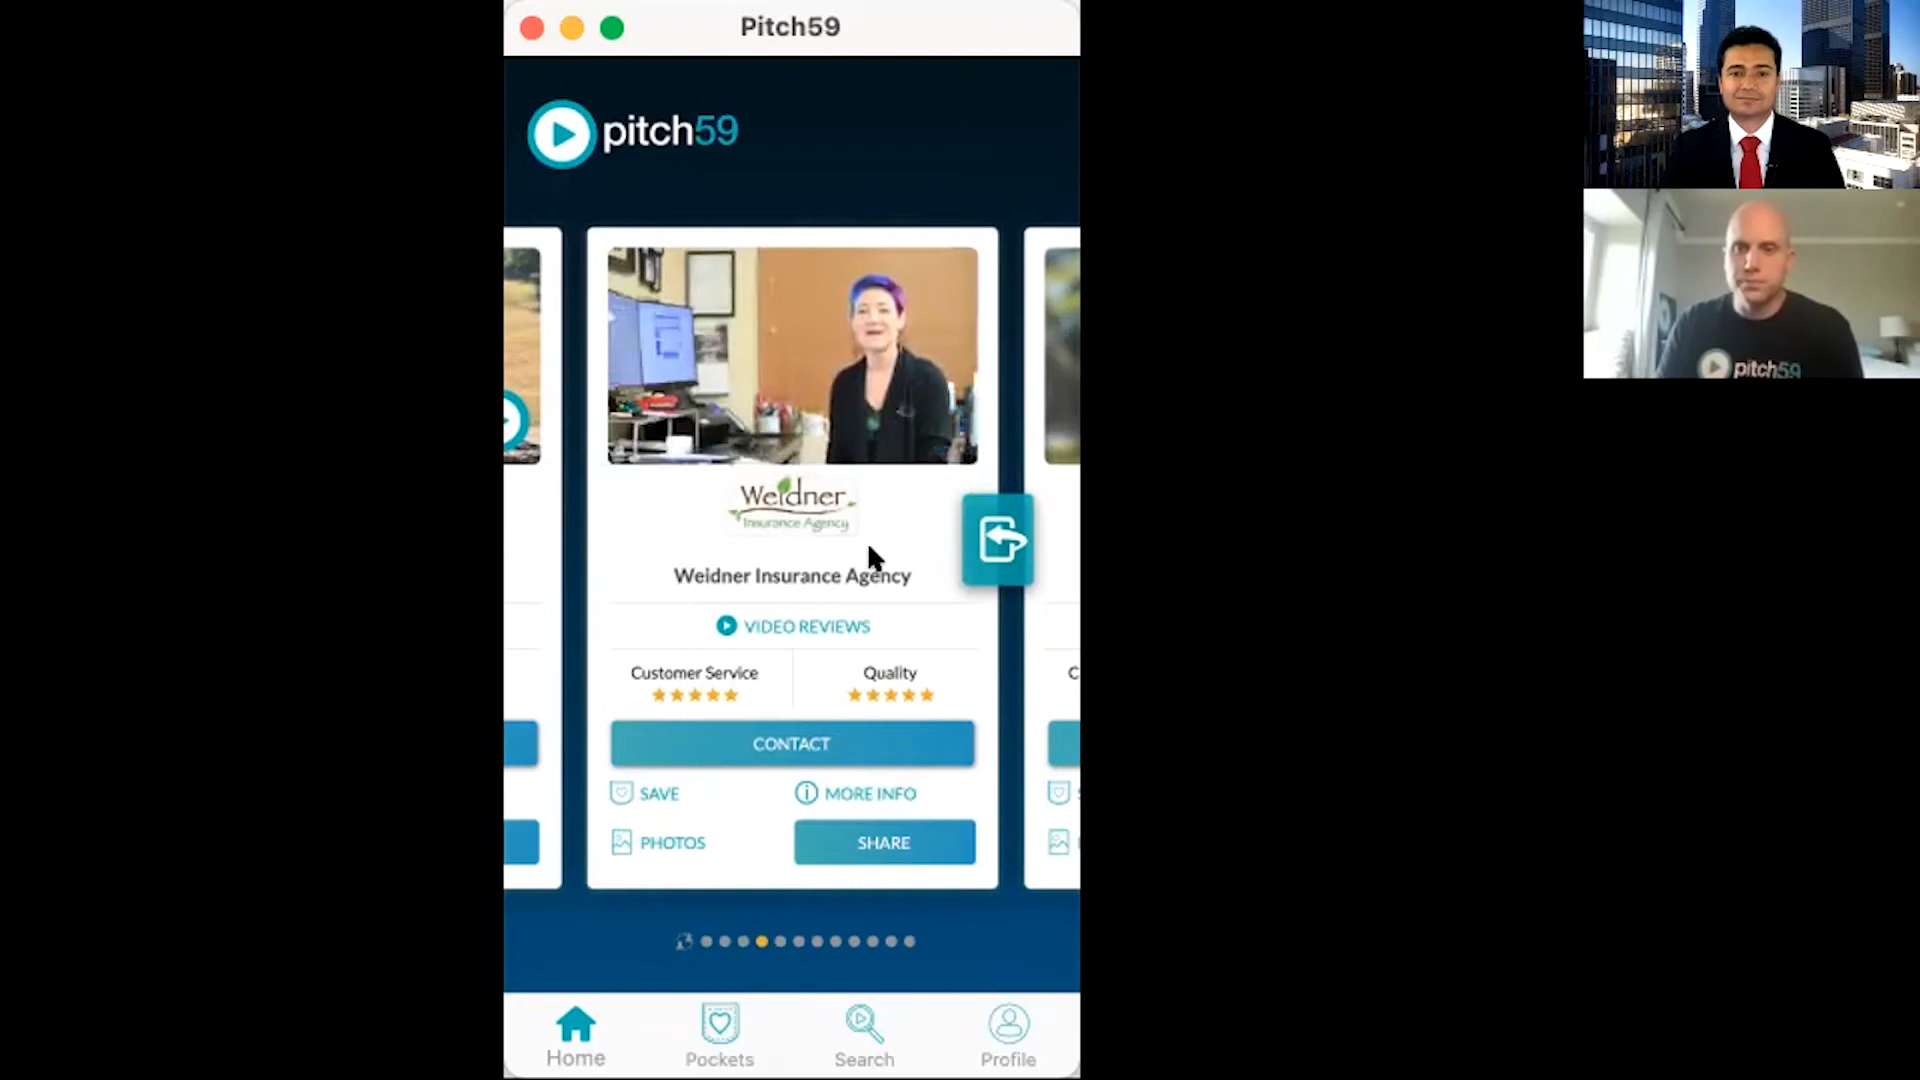 Pitch59
pitch59
Weidner
Insurance Agency
Weidner Insurance Agency
VIDEO REVIEWS
Customer Service
Quality
C
CONTACT
SAVE
MORE INFO
PHOTOS
SHARE
Home
Pockets
Search
Profile
pitch59